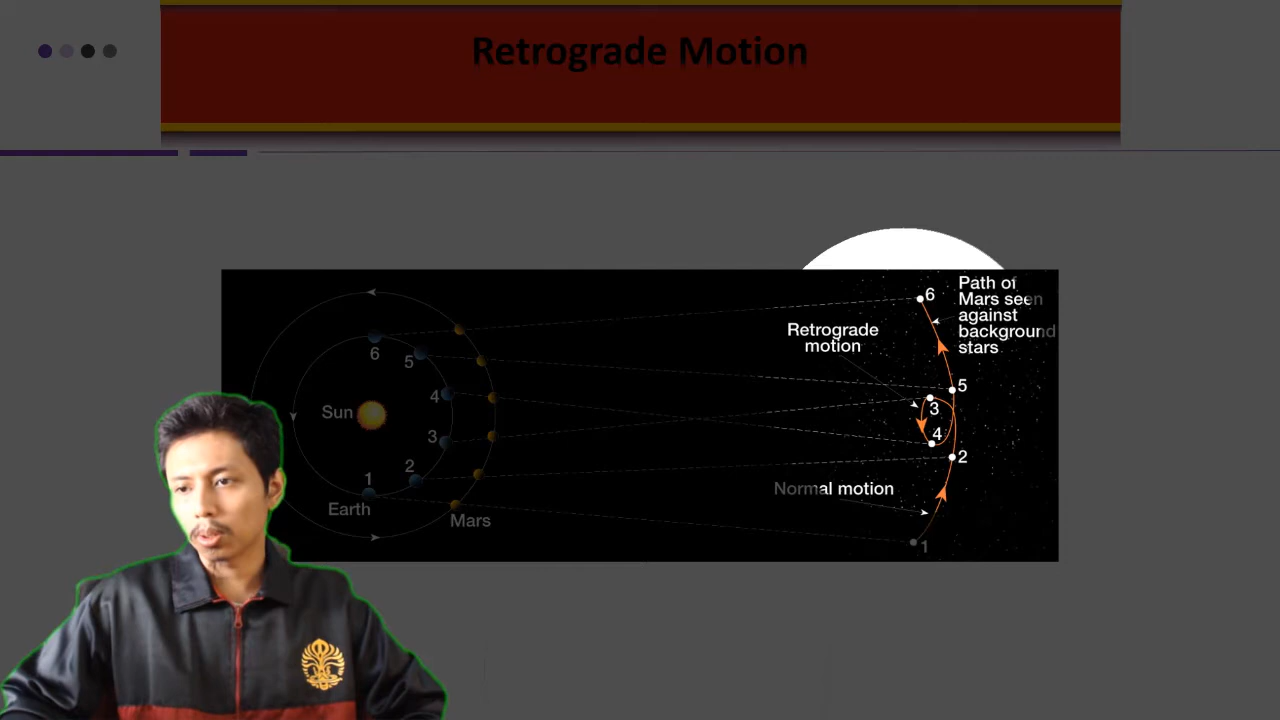 Retrograde Motion
6
Path of
Mars seen
against
background
stars
Retrograde
motion
6
5
5
4
Sun
3
4
3
2
2
1
Normal motion
Earth
Mars
1